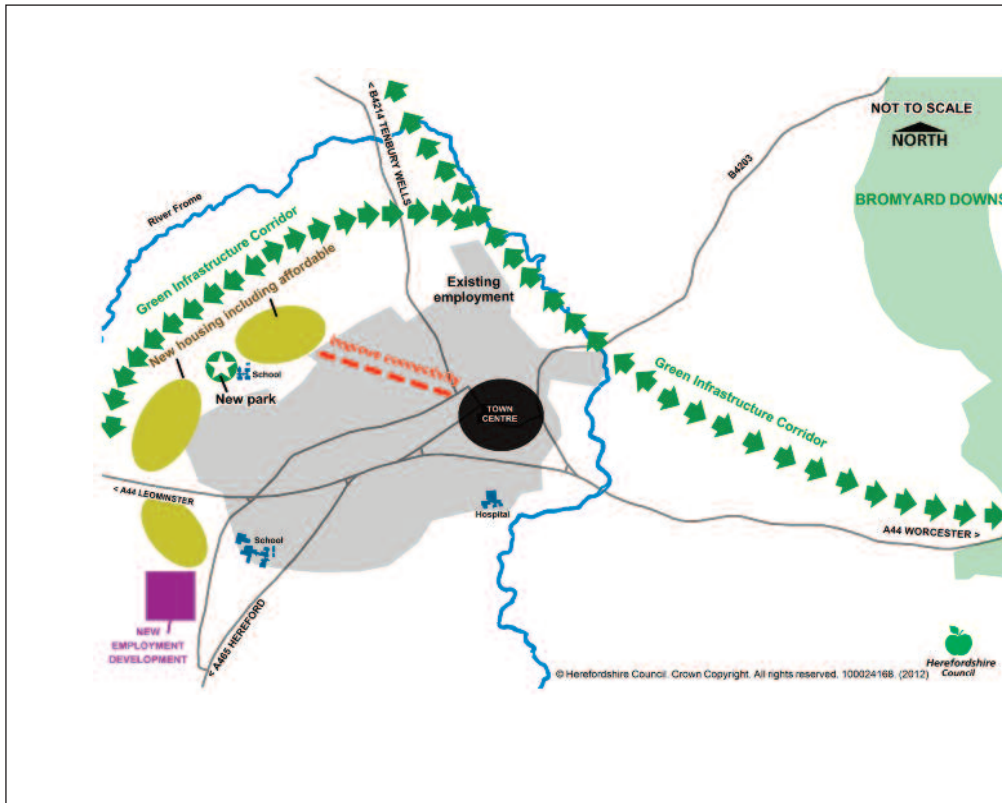 NOT TO SCALE
NORTH
< B4214 TENBURY WELLS
B4203
BROMYARD DOWNS
River Frome
Green Infrastructure Corridor
New housing including affordable
Existing
employment
Improve connectivity
School
New park
TOWN
CENTRE
Green Infrastructure Corridor
< A44 LEOMINSTER
Hospital
School
A44 WORCESTER >
NEW
EMPLOYMENT
DEVELOPMENT
< A465 HEREFORD
© Herefordshire Council. Crown Copyright. All rights reserved. 100024168. (2012)
Herefordshire
Council